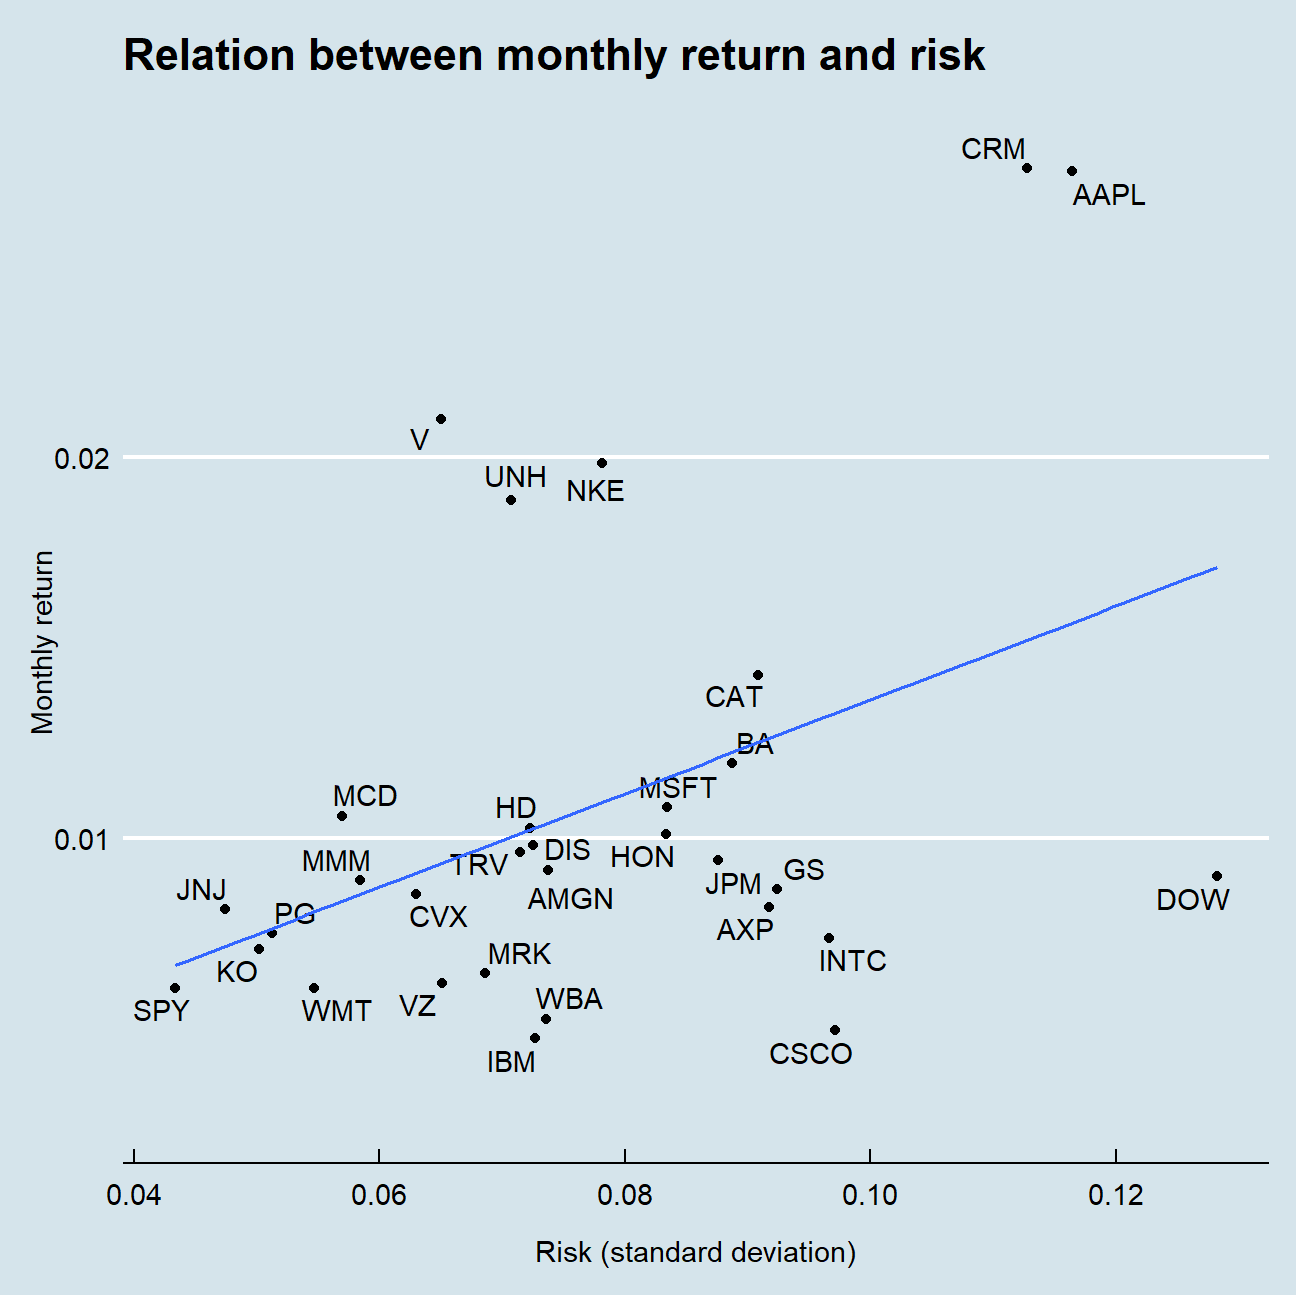 Relation between monthly return and risk
CRM
AAPL
V
0.02
UNH
NKE
Monthly return
CAT
BA
MSFT
MCD
HD
0.01
DIS
HON
MMM
TRV
GS
JPM
JNJ
AMGN
DOW
PG
CVX
AXP
MRK
INTC
KO
WBA
SPY
WMT
VZ
CSCO
IBM
0.04 0.06 0.08 0.10 0.12
Risk (standard deviation)